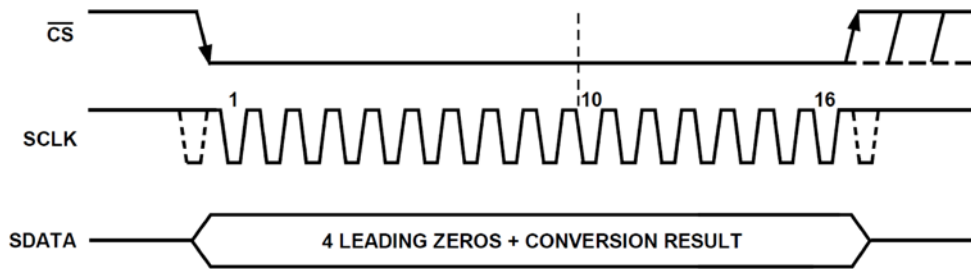 CS
1 10 16
SCLK
SDATA 4 LEADING ZEROS + CONVERSION RESULT